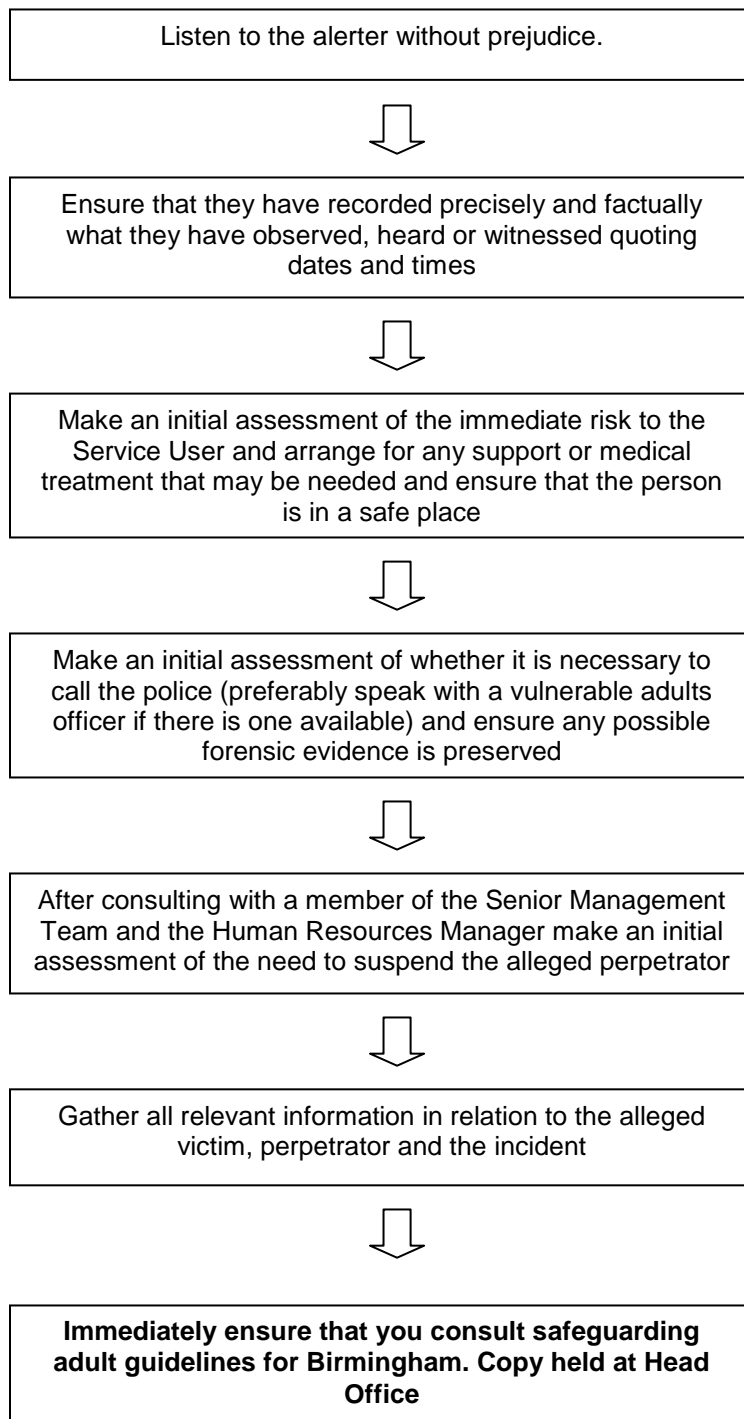 Listen to the alerter without prejudice.
Ensure that they have recorded precisely and factually
what they have observed, heard or witnessed quoting
dates and times
Make an initial assessment of the immediate risk to the
Service User and arrange for any support or medical
treatment that may be needed and ensure that the person
is in a safe place
Make an initial assessment of whether it is necessary to
call the police (preferably speak with a vulnerable adults
officer if there is one available) and ensure any possible
forensic evidence is preserved
After consulting with a member of the Senior Management
Team and the Human Resources Manager make an initial
assessment of the need to suspend the alleged perpetrator
Gather all relevant information in relation to the alleged
victim, perpetrator and the incident
Immediately ensure that you consult safeguarding
adult guidelines for Birmingham. Copy held at Head
Office